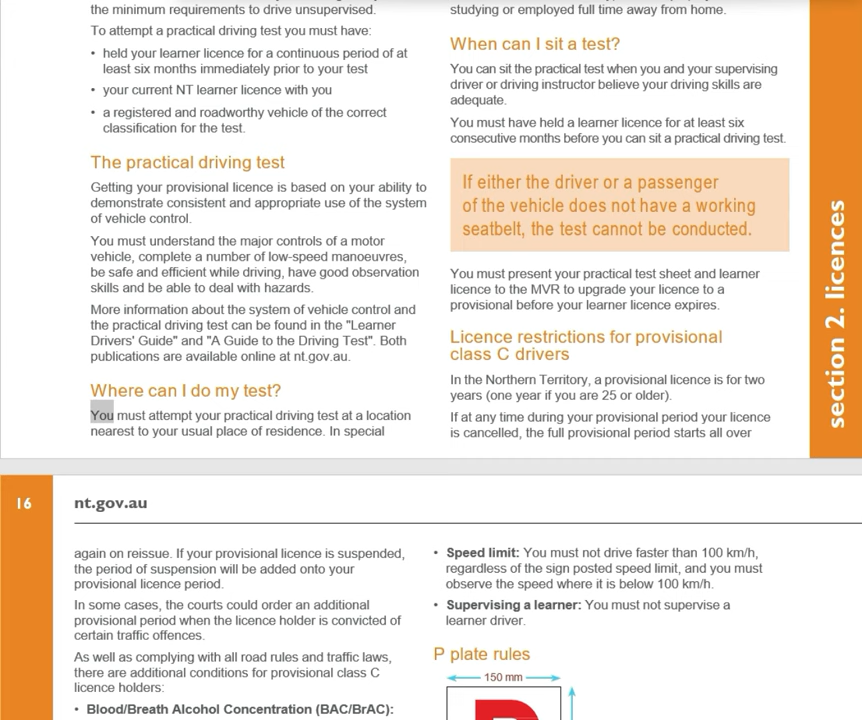 the minimum requirements to drive unsupervised.
To attempt a practical driving test you must have:
• held your learner licence for a continuous period of at
least six months immediately prior to your test
• your current NT learner licence with you
• a registered and roadworthy vehicle of the correct
classification for the test.
The practical driving test
Getting your provisional licence is based on your ability to
demonstrate consistent and appropriate use of the system
of vehicle control.
You must understand the major controls of a motor
vehicle, complete a number of low-speed manoeuvres,
be safe and efficient while driving, have good observation
skills and be able to deal with hazards.
More information about the system of vehicle control and
the practical driving test can be found in the "Learner
Drivers' Guide" and "A Guide to the Driving Test". Both
publications are available online at nt.gov.au.
Where can I do my test?
You must attempt your practical driving test at a location
nearest to your usual place of residence. In special
studying or employed full time away from home.
When can I sit a test?
You can sit the practical test when you and your supervising
driver or driving instructor believe your driving skills are
adequate.
You must have held a learner licence for at least six
consecutive months before you can sit a practical driving test.
If either the driver or a passenger
of the vehicle does not have a working
seatbelt, the test cannot be conducted.
You must present your practical test sheet and learner
licence to the MVR to upgrade your licence to a
provisional before your learner licence expires.
Licence restrictions for provisional
class C drivers
In the Northern Territory, a provisional licence is for two
years (one year if you are 25 or older).
If at any time during your provisional period your licence
is cancelled, the full provisional period starts all over
section 2. licences
16
nt.gov.au
again on reissue. If your provisional licence is suspended,
the period of suspension will be added onto your
provisional licence period.
In some cases, the courts could order an additional
provisional period when the licence holder is convicted of
certain traffic offences.
As well as complying with all road rules and traffic laws,
there are additional conditions for provisional class C
licence holders:
• Blood/Breath Alcohol Concentration (BAC/BrAC):
• Speed limit: You must not drive faster than 100 km/h,
regardless of the sign posted speed limit, and you must
observe the speed where it is below 100 km/h.
• Supervising a learner: You must not supervise a
learner driver.
P plate rules
150 mm